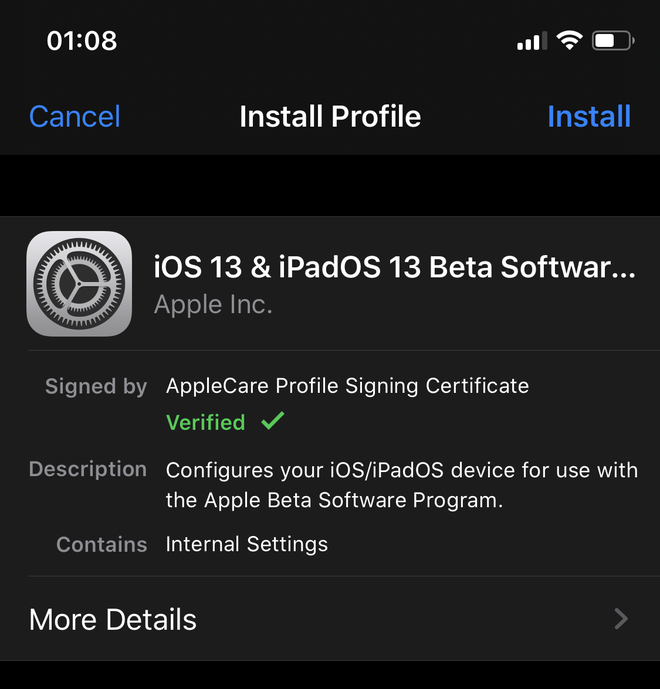 01:08
Cancel Install Profile Install
iOS 13 & iPadOS 13 Beta Softwar...
Apple Inc.
Signed by AppleCare Profile Signing Certificate
Verified
Description Configures your iOS/iPadOS device for use with
the Apple Beta Software Program.
Contains Internal Settings
More Details